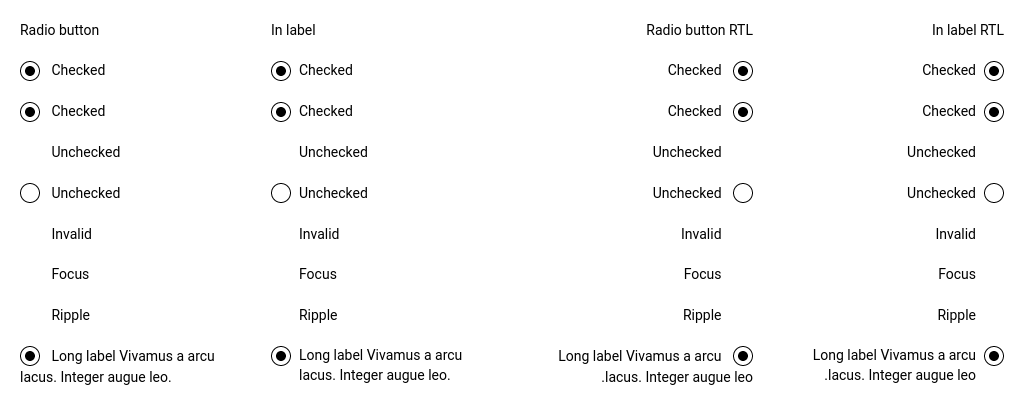 Radio button
Checked
Checked
Unchecked
Unchecked
Invalid
Focus
Ripple
Long label Vivamus a arcu
lacus. Integer augue leo.
In label
Checked
Checked
Unchecked
Unchecked
Invalid
Focus
Ripple
Long label Vivamus a arcu
lacus. Integer augue leo.
Radio button RTL
Checked
Checked
Unchecked
Unchecked
Invalid
Focus
Ripple
Long label Vivamus a arcu
.lacus. Integer augue leo
In label RTL
Checked
Checked
Unchecked
Unchecked
Invalid
Focus
Ripple
Long label Vivamus a arcu
.lacus. Integer augue leo